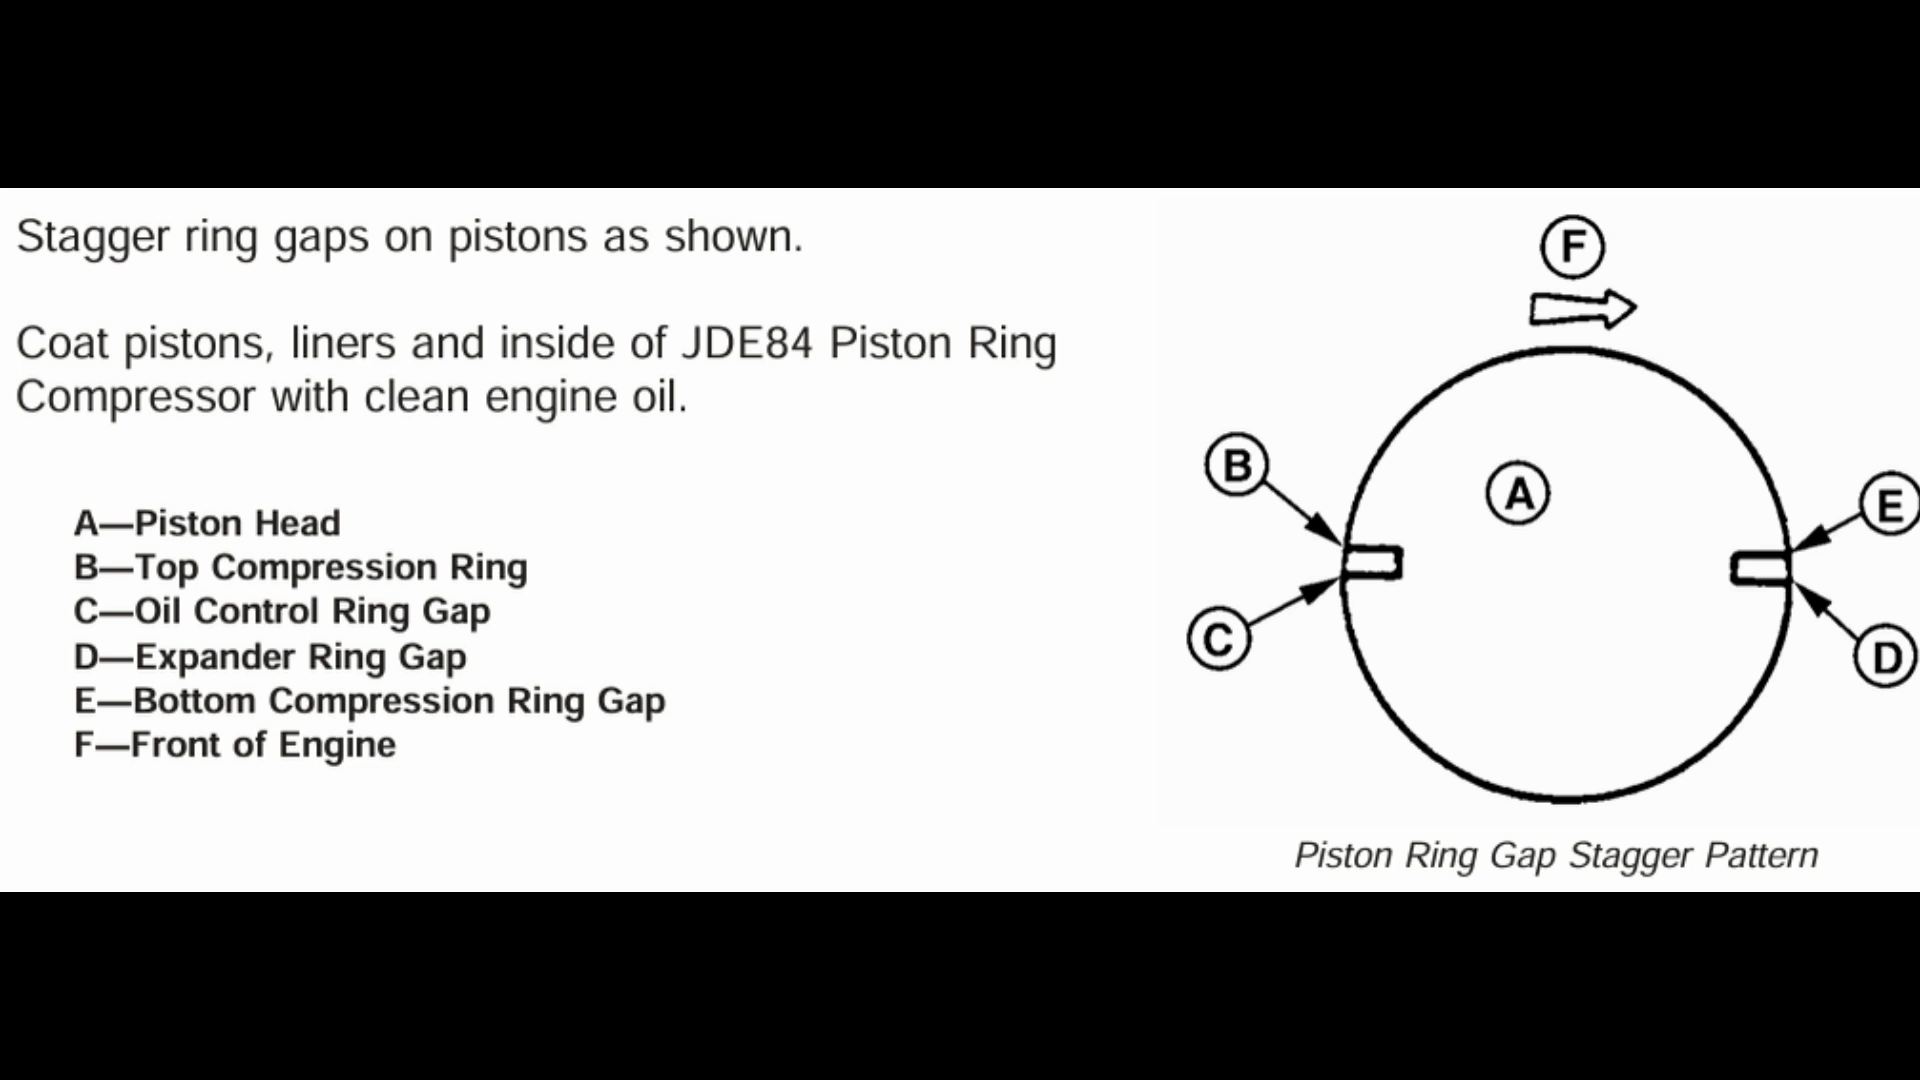 Stagger ring gaps on pistons as shown.
Coat pistons, liners and inside of JDE84 Piston Ring
Compressor with clean engine oil.
A—Piston Head
B—Top Compression Ring
C—Oil Control Ring Gap
D—Expander Ring Gap
E—Bottom Compression Ring Gap
F—Front of Engine
F
B
A
E
C
D
Piston Ring Gap Stagger Pattern